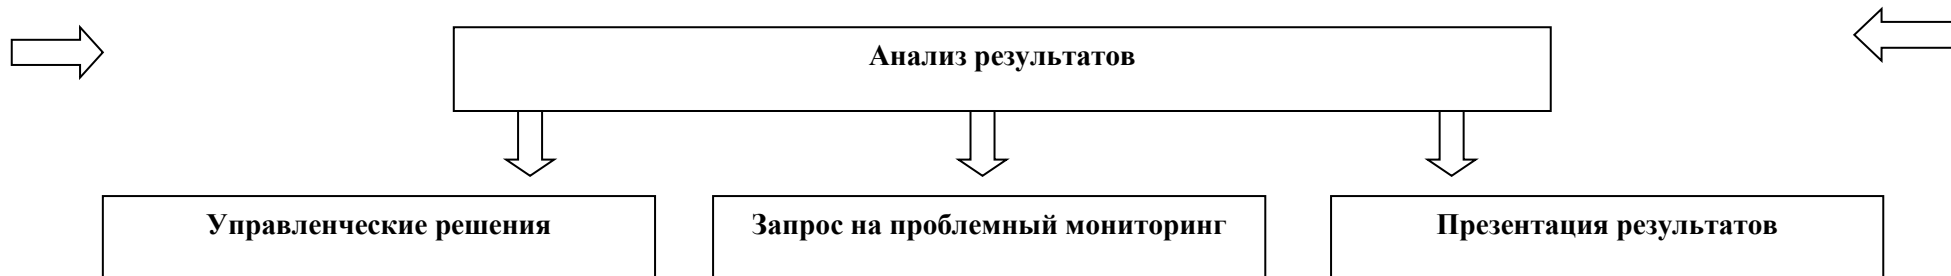 Анализ результатов
Управленческие решения
Запрос на проблемный мониторинг
Презентация результатов